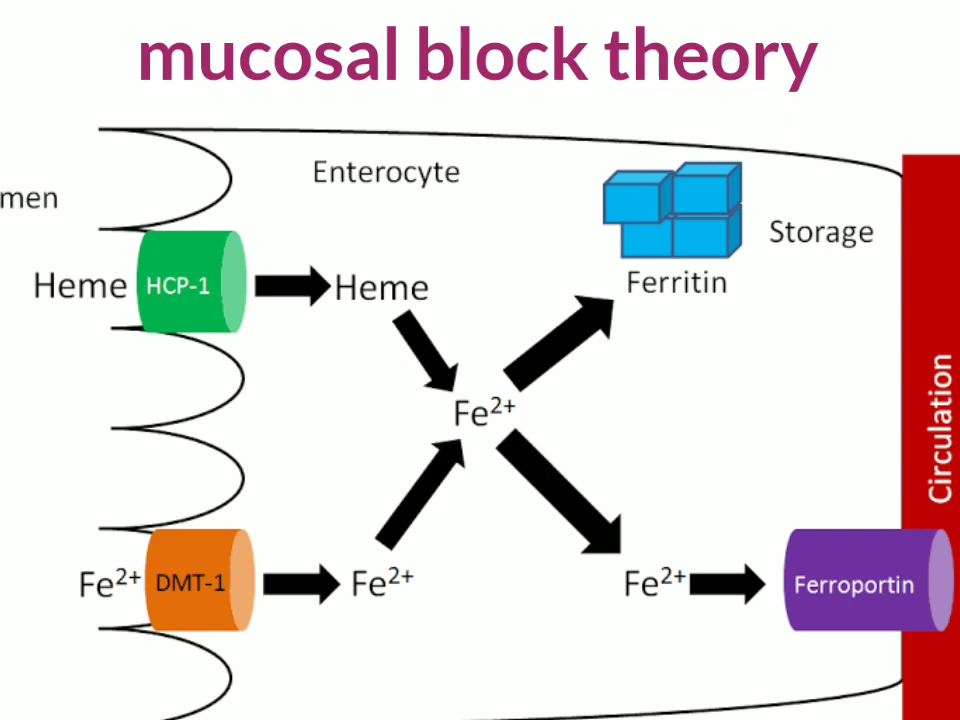 mucosal block theory
Enterocyte
men
Storage
Ferritin
Heme
HCP-1
Heme
Fe²⁺
Circulation
Fe²⁺
DMT-1
Fe²⁺
Fe²⁺
Ferroportin